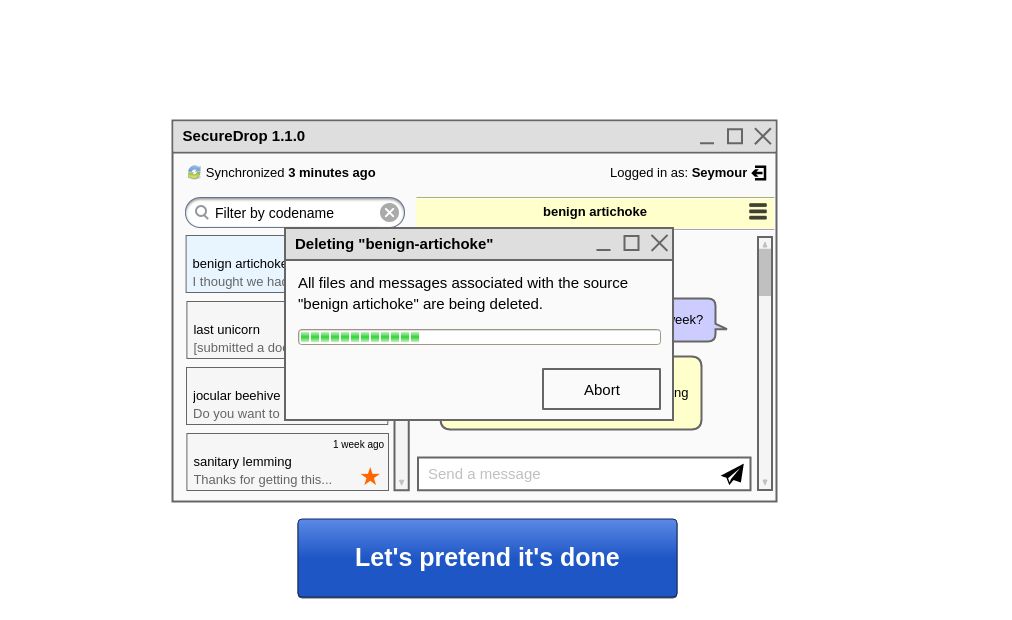 SecureDrop 1.1.0
Synchronized 3 minutes ago
Logged in as: Seymour
Filter by codename
benign artichoke
Deleting "benign-artichoke"
benign artichoke
I thought we had
All files and messages associated with the source
"benign artichoke" are being deleted.
last unicorn
[submitted a
week?
jocular beehive
Do you want to
Abort
1 week ago
sanitary lemming
Thanks for getting this...
Send a message
Let's pretend it's done